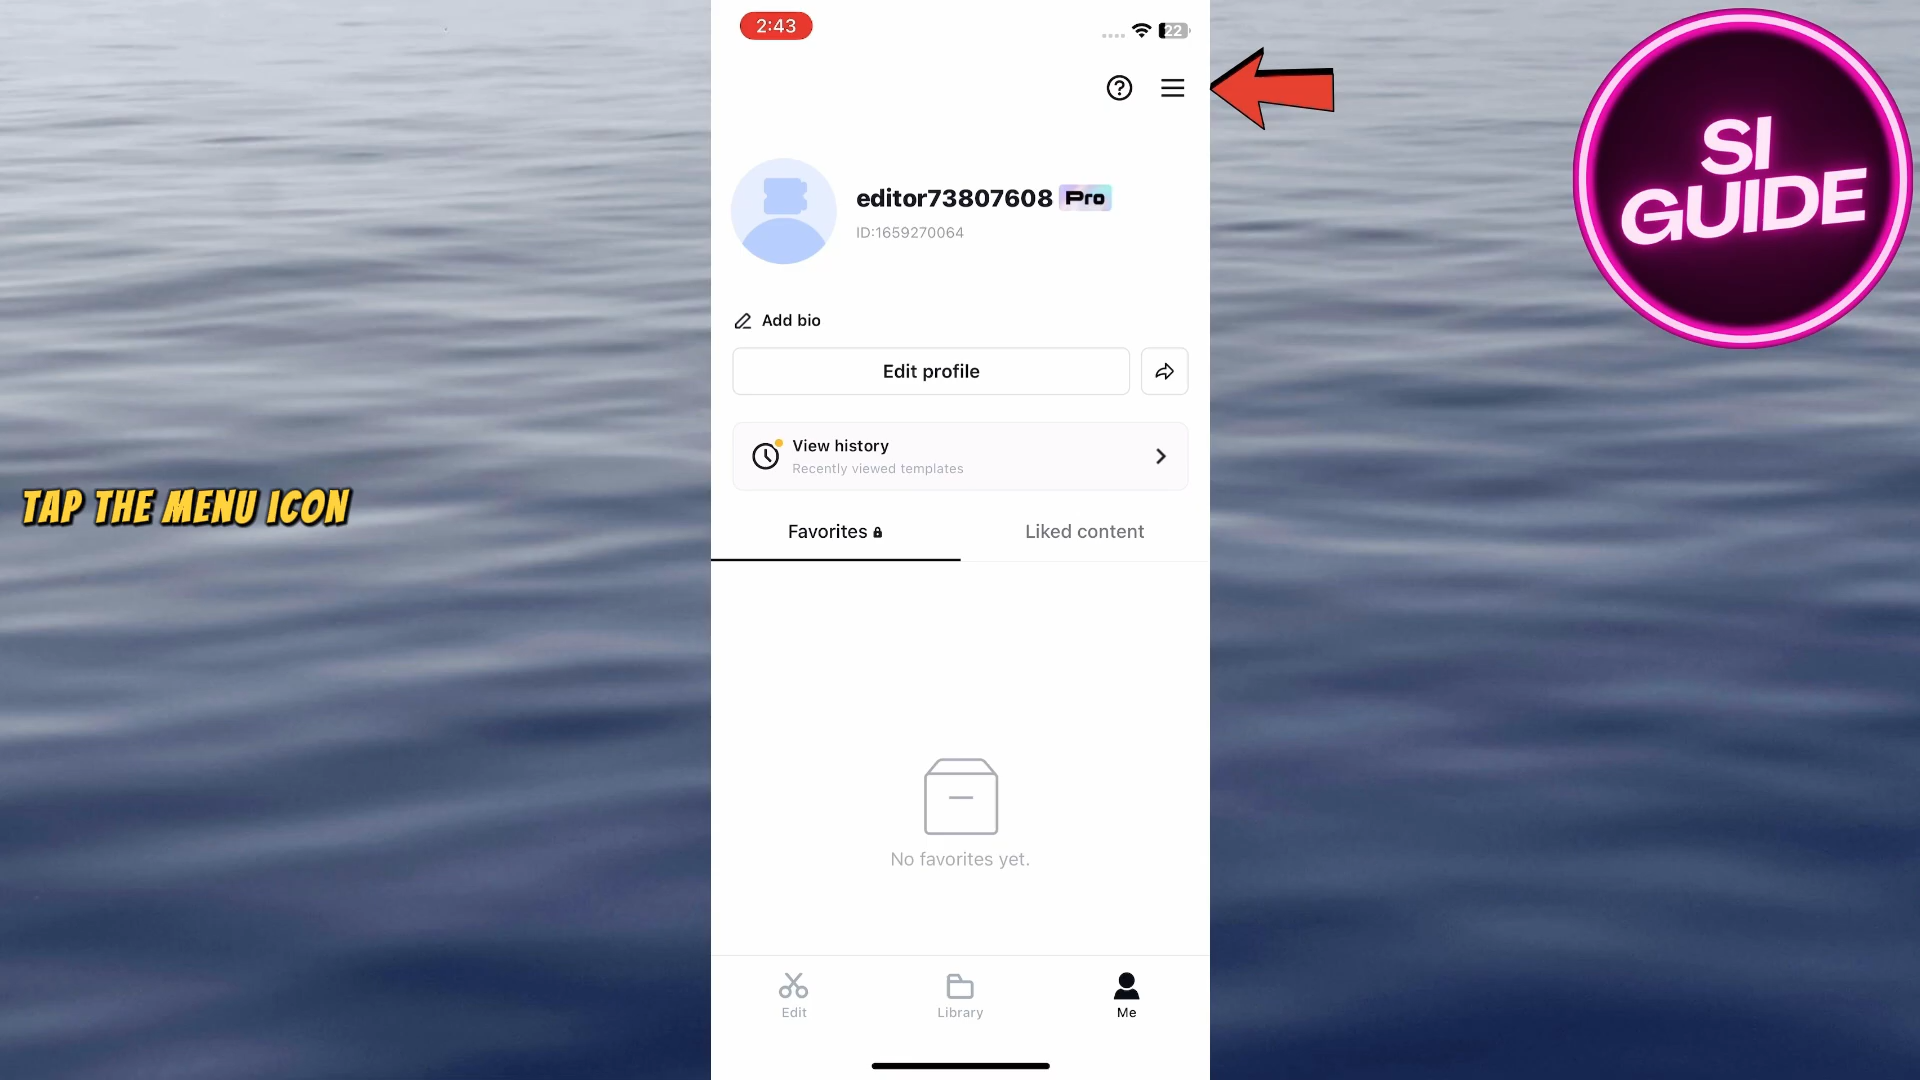 2:43
22
SI
GUIDE
editor73807608 Pro
ID:1659270064
Add bio
Edit profile
View history
Recently viewed templates
TAP THE MENU ICON
Favorites
Liked content
No favorites yet.
Edit
Library
Me